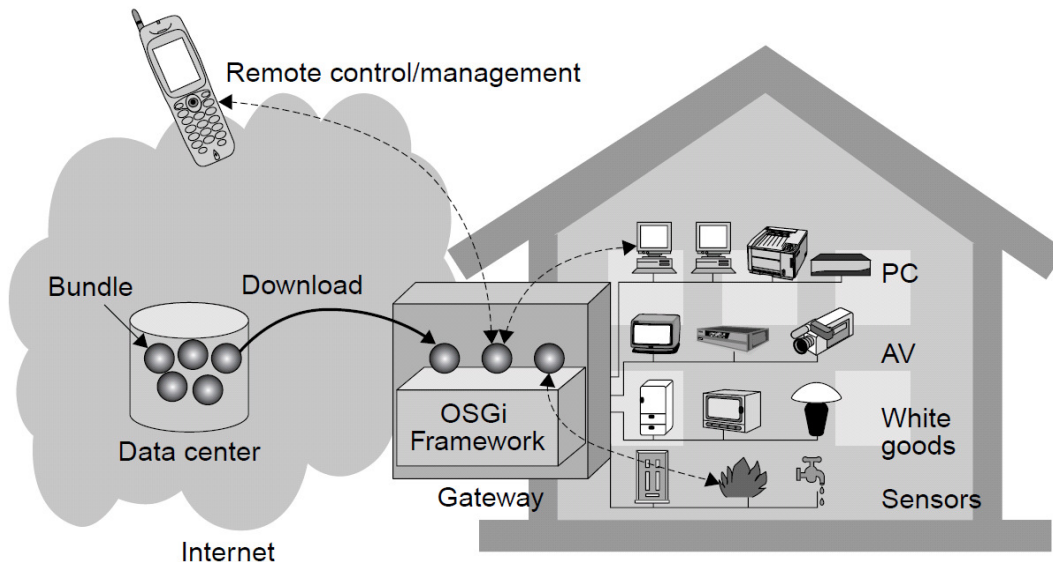 Remote control/management
Bundle
Download
Data center
OSGi
Framework
Gateway
Internet
PC
AV
White
goods
Sensors